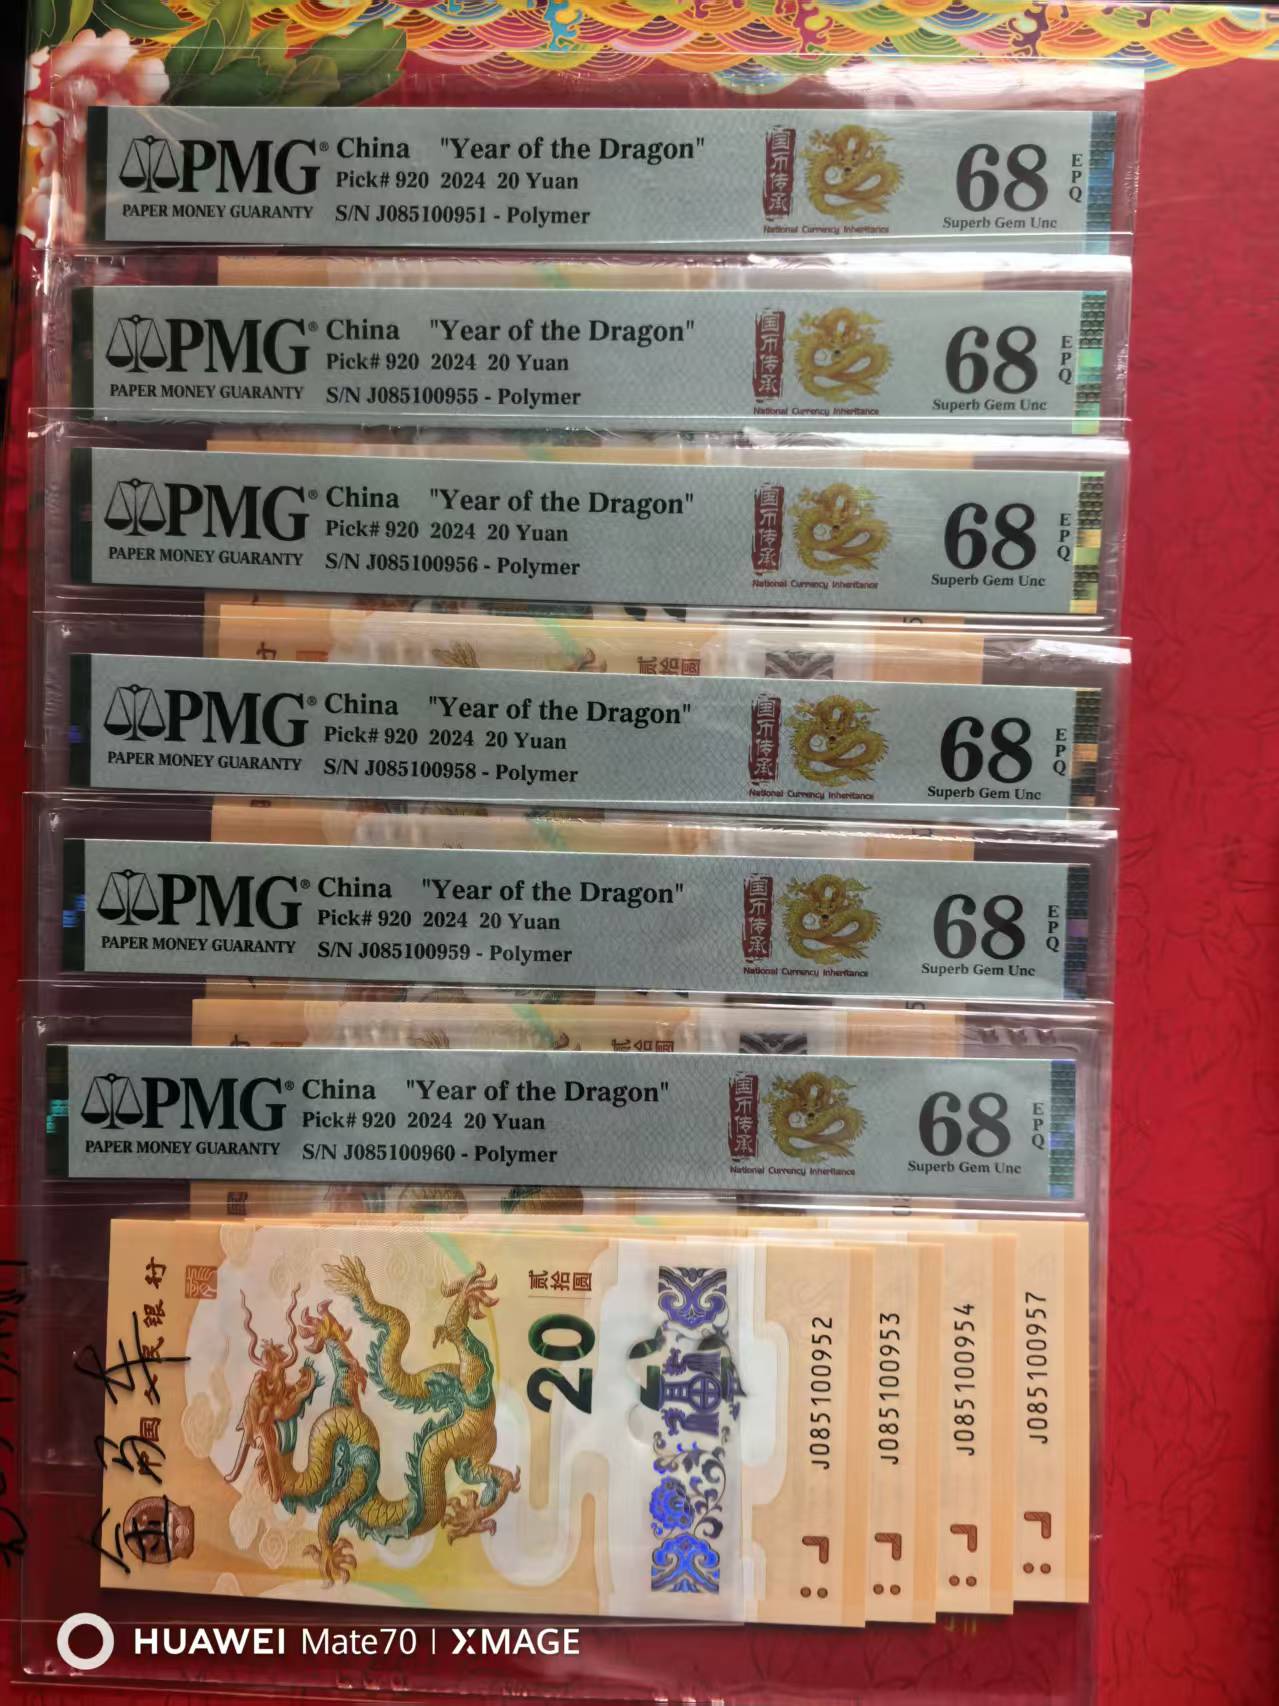 PMG® China "Year of the Dragon"
Pick# 920 2024 20 Yuan
PAPER MONEY GUARANTY S/N J085100951 - Polymer
国币传承
National Currency Inheritance
68 EPQ
Superb Gem Unc
PMG® China "Year of the Dragon"
Pick# 920 2024 20 Yuan
PAPER MONEY GUARANTY S/N J085100955 - Polymer
国币传承
National Currency Inheritance
68 EPQ
Superb Gem Unc
PMG® China "Year of the Dragon"
Pick# 920 2024 20 Yuan
PAPER MONEY GUARANTY S/N J085100956 - Polymer
国币传承
National Currency Inheritance
68 EPQ
Superb Gem Unc
贰拾圆
PMG® China "Year of the Dragon"
Pick# 920 2024 20 Yuan
PAPER MONEY GUARANTY S/N J085100958 - Polymer
国币传承
National Currency Inheritance
68 EPQ
Superb Gem Unc
PMG® China "Year of the Dragon"
Pick# 920 2024 20 Yuan
PAPER MONEY GUARANTY S/N J085100959 - Polymer
国币传承
National Currency Inheritance
68 EPQ
Superb Gem Unc
贰拾圆
PMG® China "Year of the Dragon"
Pick# 920 2024 20 Yuan
PAPER MONEY GUARANTY S/N J085100960 - Polymer
国币传承
National Currency Inheritance
68 EPQ
Superb Gem Unc
贰拾圆
20
J085100952
J085100953
J085100954
J085100957
HUAWEI Mate70 | XMAGE